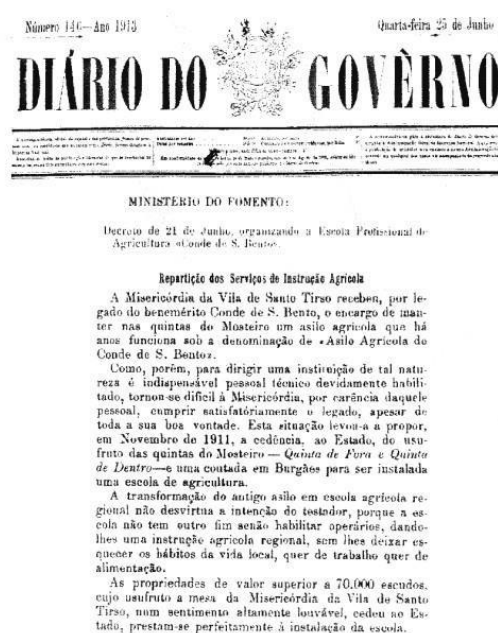 Número 146—Ano 1913
Quarta-feira 25 de Junho
DIÁRIO DO GOVÊRNO
MINISTÉRIO DO FOMENTO:
Decreto de 21 de Junho, organizando a Escola Profissional de
Agricultura «Conde de S. Bento».
Repartição dos Serviços de Instrução Agrícola
A Misericórdia da Vila de Santo Tirso recebeu, por le-
gado do benemérito Conde de S. Bento, o encargo de man-
ter nas quintas do Mosteiro um asilo agrícola que há
anos funciona sob a denominação de «Asilo Agrícola do
Conde de S. Bento».
Como, porêm, para dirigir uma instituição de tal natu-
reza é indispensável pessoal técnico devidamente habili-
tado, tornou-se difícil à Misericórdia, por carência daquele
pessoal, cumprir satisfatóriamente o legado, apesar de
toda a sua boa vontade. Esta situação levou-a a propor,
em Novembro de 1911, a cedência, ao Estado, do usu-
fruto das quintas do Mosteiro — Quinta de Fora e Quinta
de Dentro—e uma coutada em Burgães para ser instalada
uma escola de agricultura.
A transformação do antigo asilo em escola agrícola re-
gional não desvirtua a intenção do testador, porque a es-
cola não tem outro fim senão habilitar operários, dando-
lhes uma instrução agrícola regional, sem lhes deixar es-
quecer os hábitos da vida local, quer de trabalho quer de
alimentação.
As propriedades de valor superior a 70.000 escudos,
cujo usufruto a mesa da Misericórdia da Vila de Santo
Tirso, num sentimento altamente louvável, cedeu ao Es-
tado, prestam-se perfeitamente à instalação da escola.